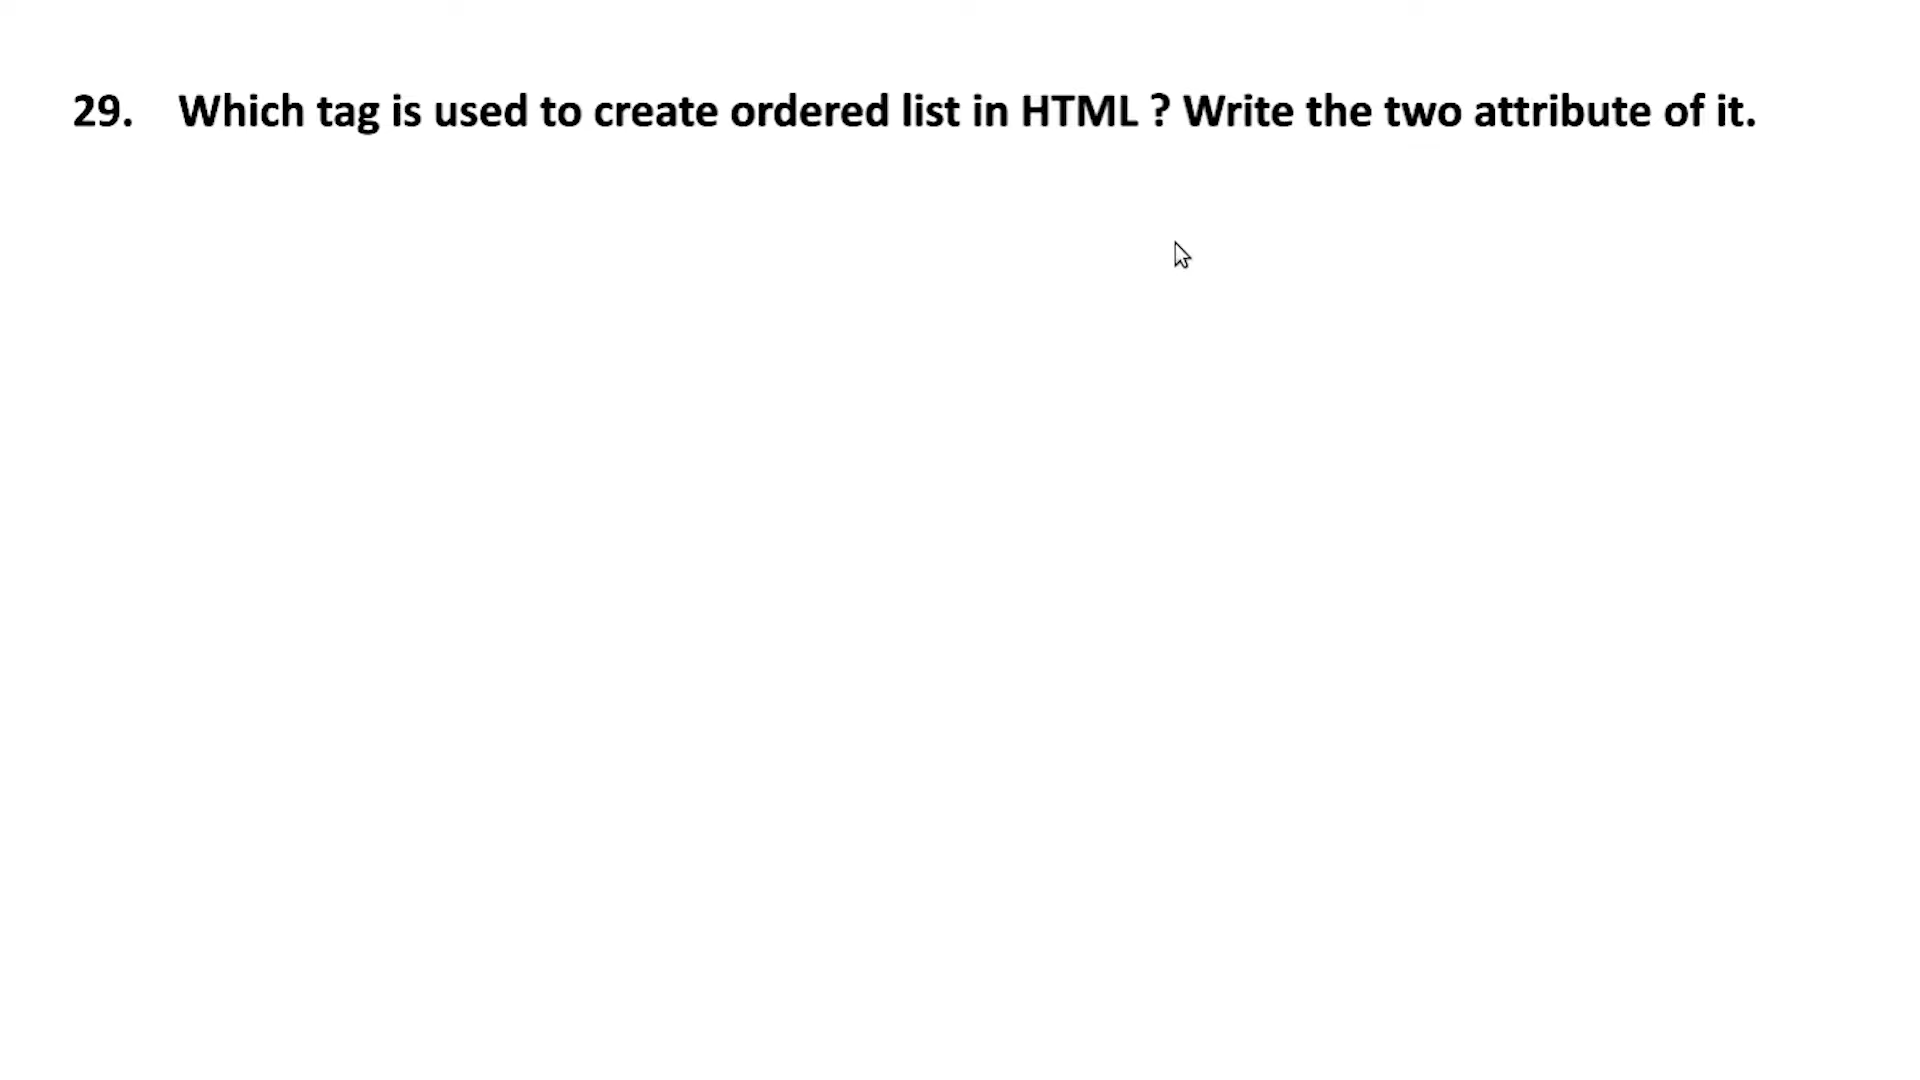 29. Which tag is used to create ordered list in HTML ? Write the two attribute of it.